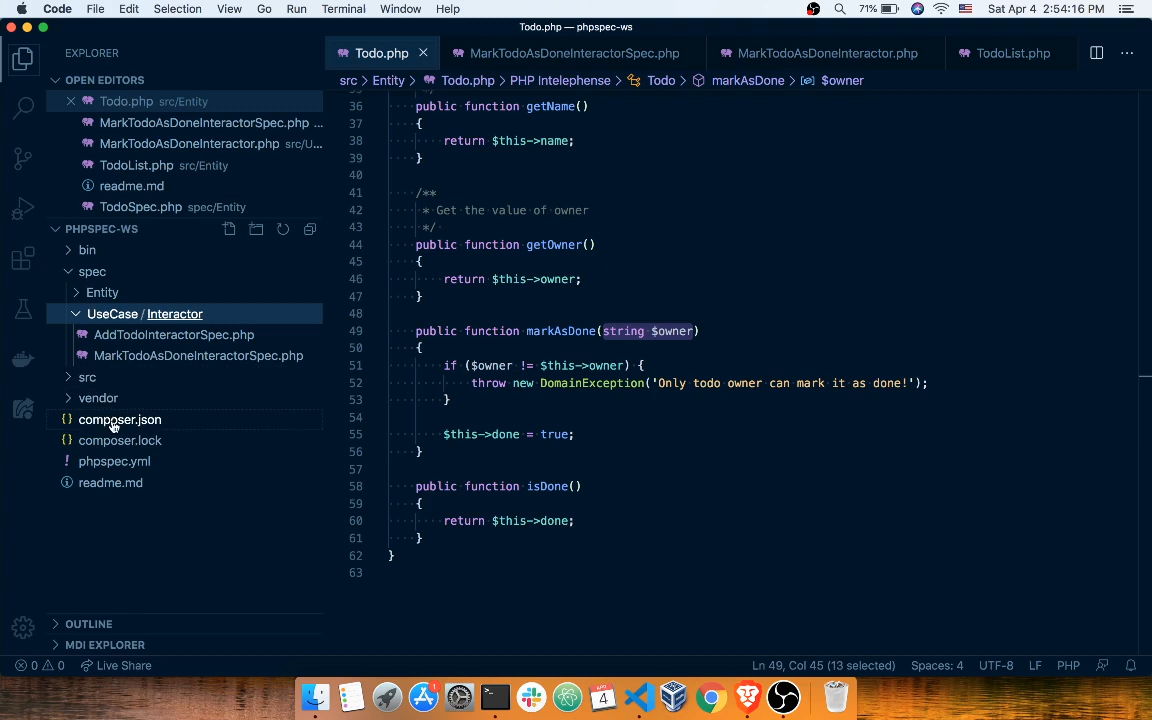 Code File Edit Selection View Go Run Terminal Window Help 71% Sat Apr 4 2:54:16 PM
Todo.php — phpspec-ws
EXPLORER
Todo.php MarkTodoAsDoneInteractorSpec.php MarkTodoAsDoneInteractor.php TodoList.php
OPEN EDITORS
src > Entity > Todo.php > PHP Intelephense > Todo > markAsDone > $owner
Todo.php src/Entity
MarkTodoAsDoneInteractorSpec.php ...
MarkTodoAsDoneInteractor.php src/U...
TodoList.php src/Entity
readme.md
TodoSpec.php spec/Entity
PHPSPEC-WS
bin
spec
Entity
UseCase / Interactor
AddTodoInteractorSpec.php
MarkTodoAsDoneInteractorSpec.php
src
vendor
composer.json
composer.lock
phpspec.yml
readme.md
OUTLINE
MDI EXPLORER
36 public function getName()
37 {
38 return $this->name;
39 }
40
41 /**
42 * Get the value of owner
43 */
44 public function getOwner()
45 {
46 return $this->owner;
47 }
48
49 public function markAsDone(string $owner)
50 {
51 if ($owner != $this->owner) {
52 throw new DomainException('Only todo owner can mark it as done!');
53 }
54
55 $this->done = true;
56 }
57
58 public function isDone()
59 {
60 return $this->done;
61 }
62 }
63
0 0 Live Share Ln 49, Col 45 (13 selected) Spaces: 4 UTF-8 LF PHP